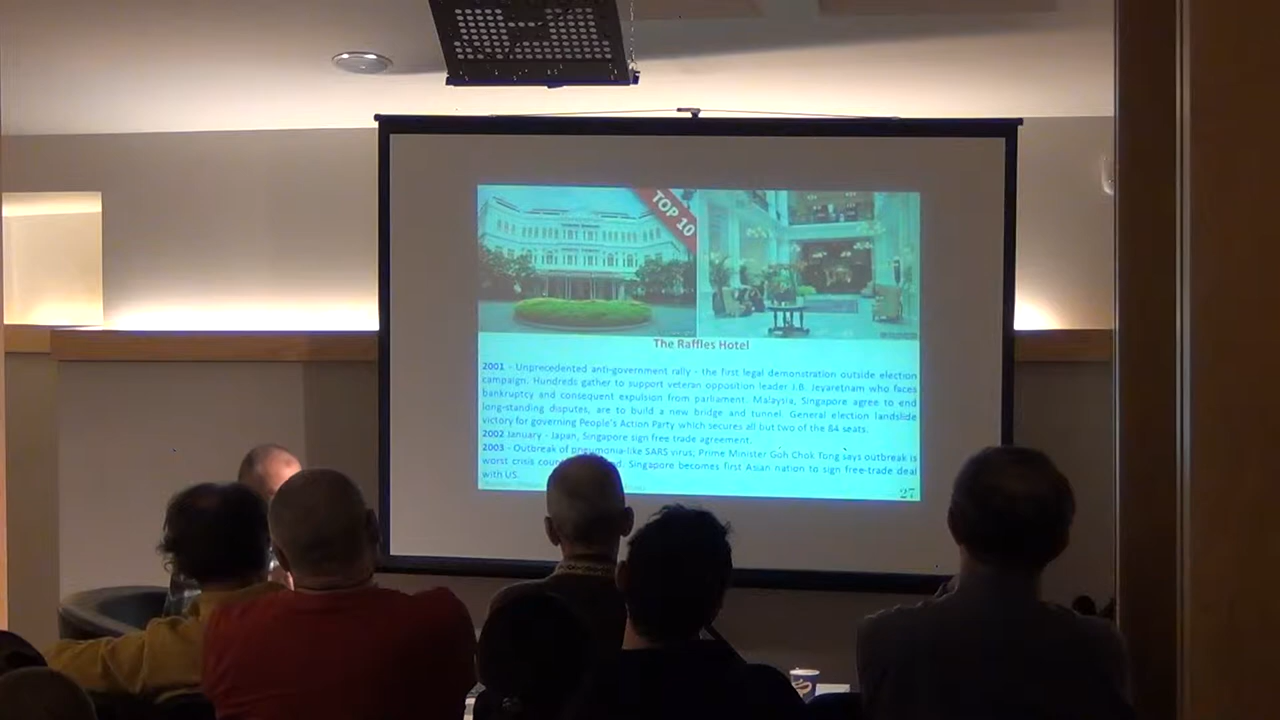 TOP 10
The Raffles Hotel
2001 - Unprecedented anti-government rally - the first legal demonstration outside election
campaign. Hundreds gather to support veteran opposition leader J.B. Jeyaretnam who faces
bankruptcy and consequent expulsion from parliament. Malaysia, Singapore agree to end
long-standing disputes, are to build a new bridge and tunnel. General election landslide
victory for governing People's Action Party which secures all but two of the 84 seats.
2002 January - Japan, Singapore sign free trade agreement.
2003 - Outbreak of pneumonia-like SARS virus; Prime Minister Goh Chok Tong says outbreak is
worst crisis Singapore becomes first Asian nation to sign free-trade deal
with US.
27